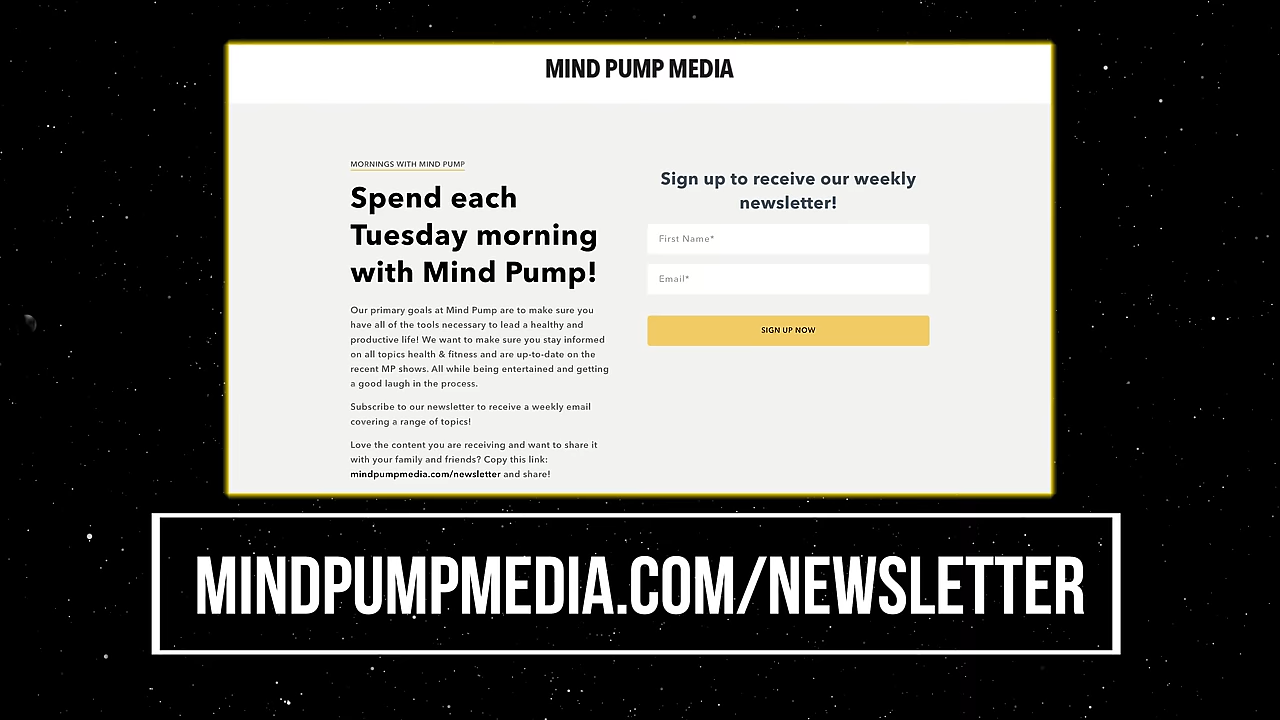 MIND PUMP MEDIA
MORNINGS WITH MIND PUMP
Spend each
Tuesday morning
with Mind Pump!
Our primary goals at Mind Pump are to make sure you
have all of the tools necessary to lead a healthy and
productive life! We want to make sure you stay informed
on all topics health & fitness and are up-to-date on the
recent MP shows. All while being entertained and getting
a good laugh in the process.
Subscribe to our newsletter to receive a weekly email
covering a range of topics!
Love the content you are receiving and want to share it
with your family and friends? Copy this link:
mindpumpmedia.com/newsletter and share!
Sign up to receive our weekly
newsletter!
First Name*
Email*
SIGN UP NOW
MINDPUMPMEDIA.COM/NEWSLETTER